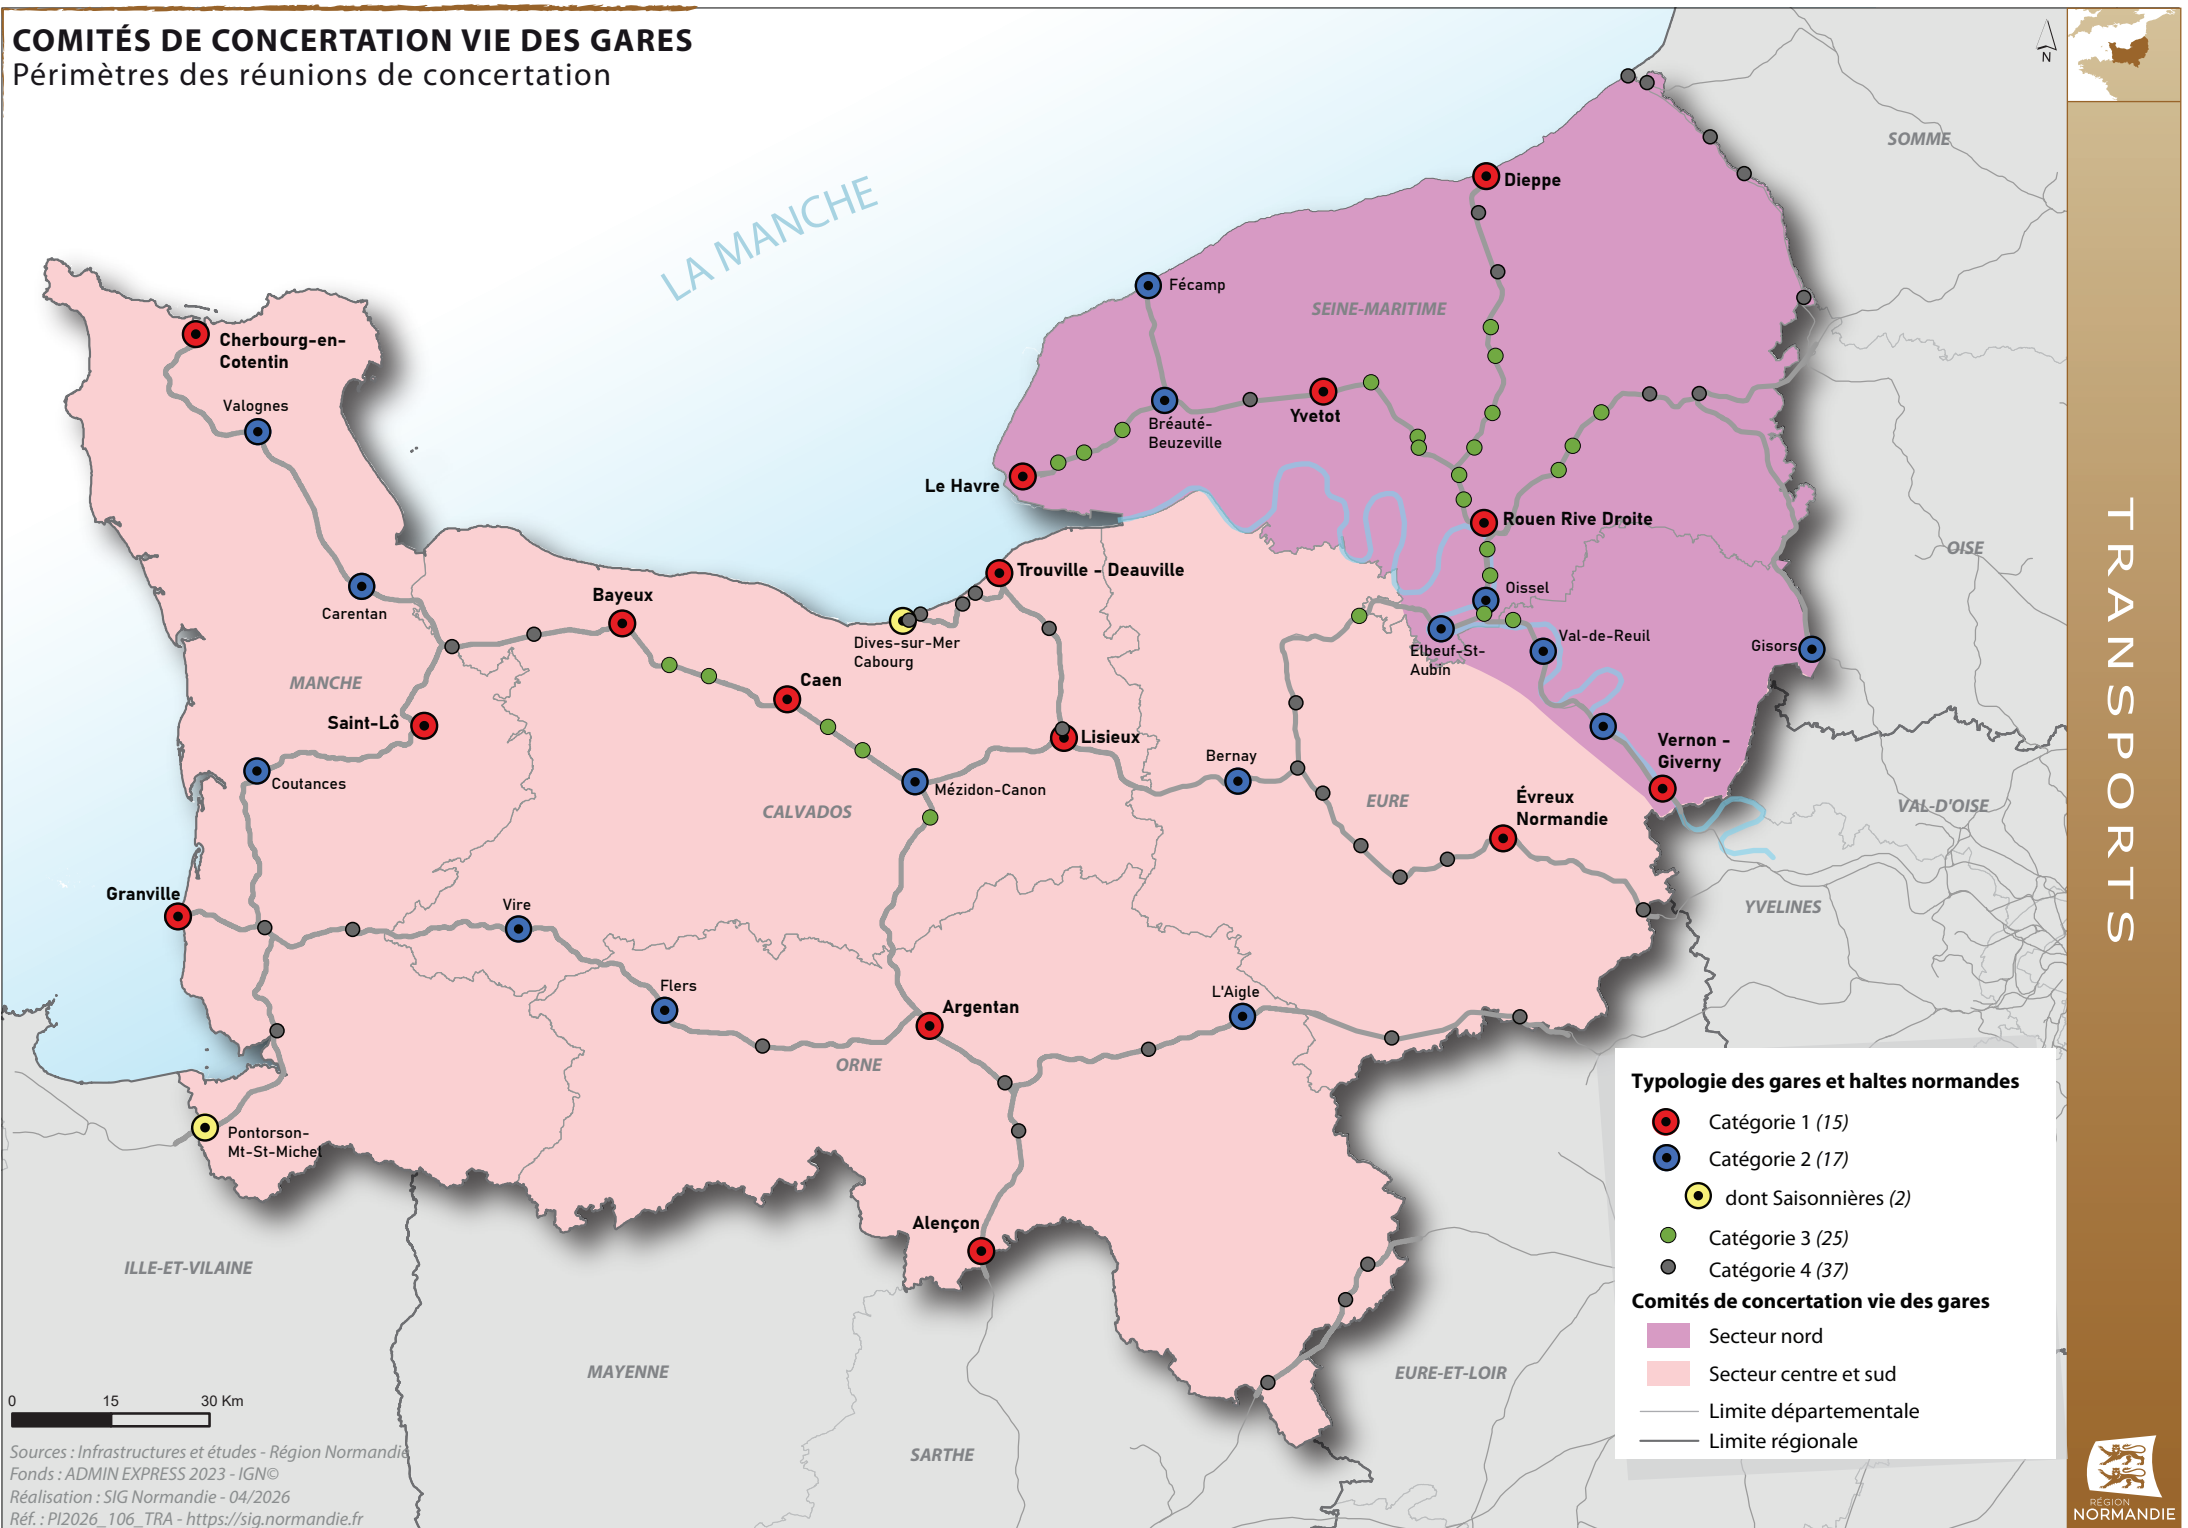 COMITÉS DE CONCERTATION VIE DES GARES
Périmètres des réunions de concertation
N
LA MANCHE
SOMME
Dieppe
Fécamp
SEINE-MARITIME
Cherbourg-en-
Cotentin
Valognes
Yvetot
Bréauté-
Beuzeville
Le Havre
Rouen Rive Droite
OISE
Trouville - Deauville
Oissel
Bayeux
Carentan
Dives-sur-Mer
Cabourg
Val-de-Reuil
Elbeuf-St-
Aubin
Gisors
MANCHE
Caen
Saint-Lô
Lisieux
Vernon -
Giverny
Bernay
Coutances
Mézidon-Canon
CALVADOS
EURE
Évreux
Normandie
VAL-D'OISE
Granville
Vire
YVELINES
Flers
L'Aigle
Argentan
ORNE
Pontorson-
Mt-St-Michel
Alençon
ILLE-ET-VILAINE
MAYENNE
SARTHE
EURE-ET-LOIR
Typologie des gares et haltes normandes
Catégorie 1 (15)
Catégorie 2 (17)
dont Saisonnières (2)
Catégorie 3 (25)
Catégorie 4 (37)
Comités de concertation vie des gares
Secteur nord
Secteur centre et sud
Limite départementale
Limite régionale
0 15 30 Km
Sources : Infrastructures et études - Région Normandie
Fonds : ADMIN EXPRESS 2023 - IGN©
Réalisation : SIG Normandie - 04/2026
Réf. : PI2026_106_TRA - https://sig.normandie.fr
TRANSPORTS
RÉGION
NORMANDIE